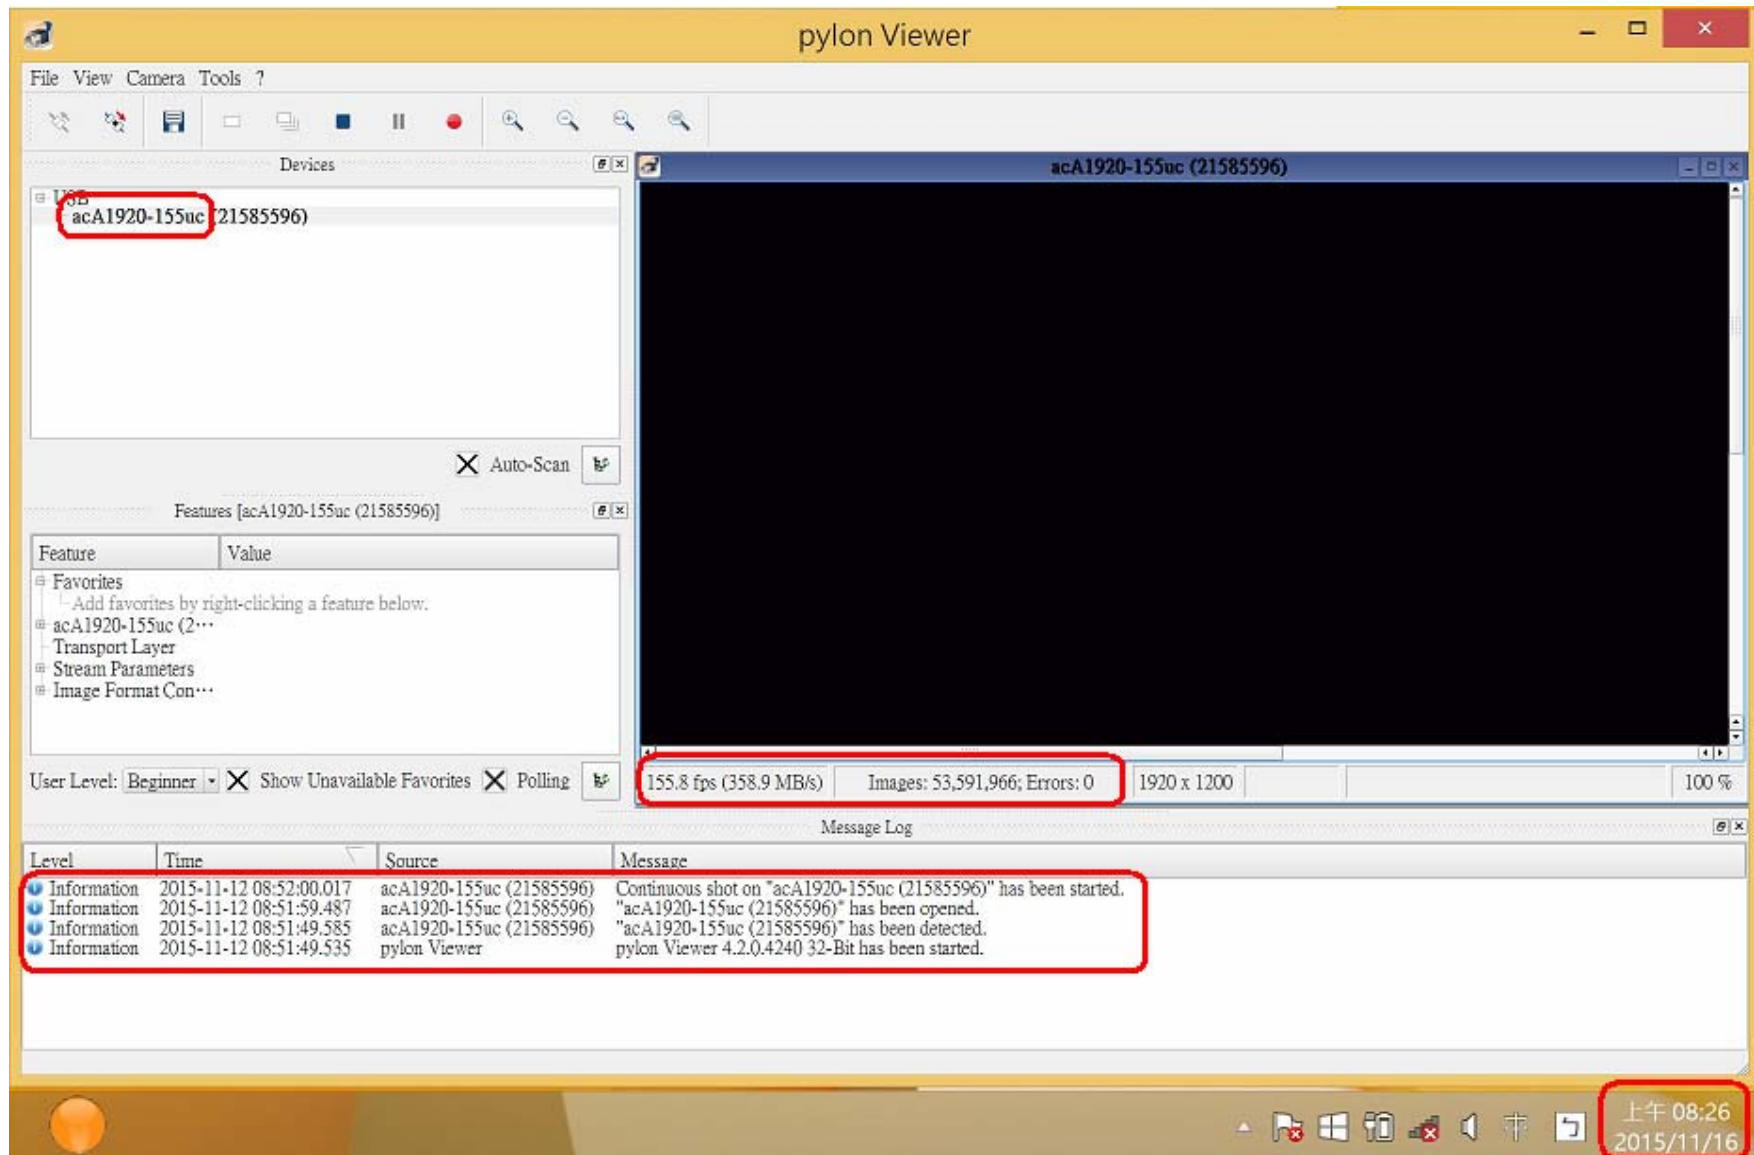 pylon Viewer
File View Camera Tools ?
Devices
USB
acA1920-155uc (21585596)
Auto-Scan
Features [acA1920-155uc (21585596)]
Feature Value
Favorites
Add favorites by right-clicking a feature below.
acA1920-155uc (2···
Transport Layer
Stream Parameters
Image Format Con···
User Level: Beginner Show Unavailable Favorites Polling
acA1920-155uc (21585596)
155.8 fps (358.9 MB/s) Images: 53,591,966; Errors: 0 1920 x 1200 100 %
Message Log
Level Time Source Message
Information 2015-11-12 08:52:00.017 acA1920-155uc (21585596) Continuous shot on "acA1920-155uc (21585596)" has been started.
Information 2015-11-12 08:51:59.487 acA1920-155uc (21585596) "acA1920-155uc (21585596)" has been opened.
Information 2015-11-12 08:51:49.585 acA1920-155uc (21585596) "acA1920-155uc (21585596)" has been detected.
Information 2015-11-12 08:51:49.535 pylon Viewer pylon Viewer 4.2.0.4240 32-Bit has been started.
ㄅ 上午 08:26
2015/11/16